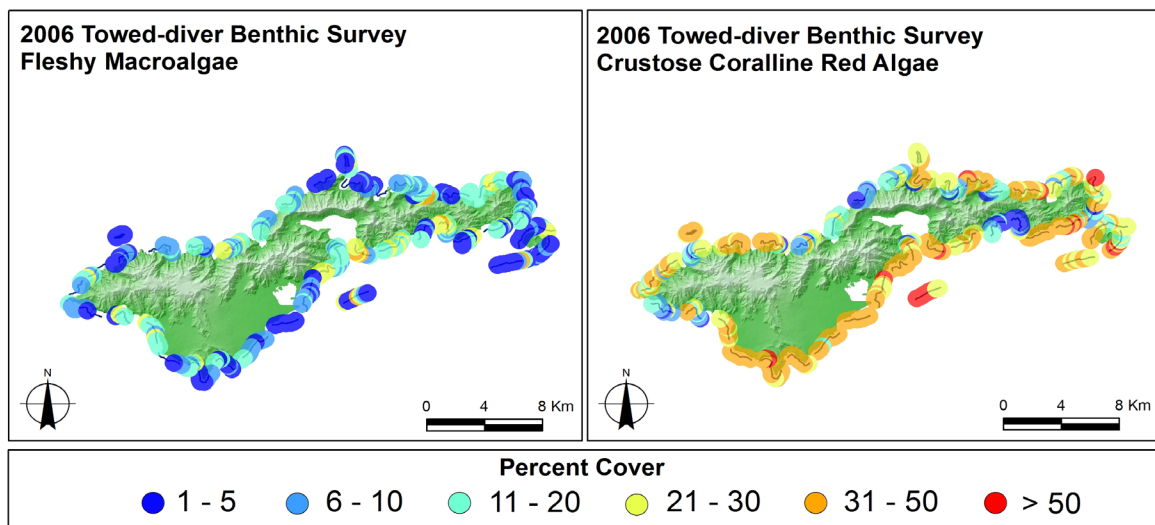 2006 Towed-diver Benthic Survey
Fleshy Macroalgae
N
0 4 8 Km
2006 Towed-diver Benthic Survey
Crustose Coralline Red Algae
N
0 4 8 Km
Percent Cover
1 - 5 6 - 10 11 - 20 21 - 30 31 - 50 > 50